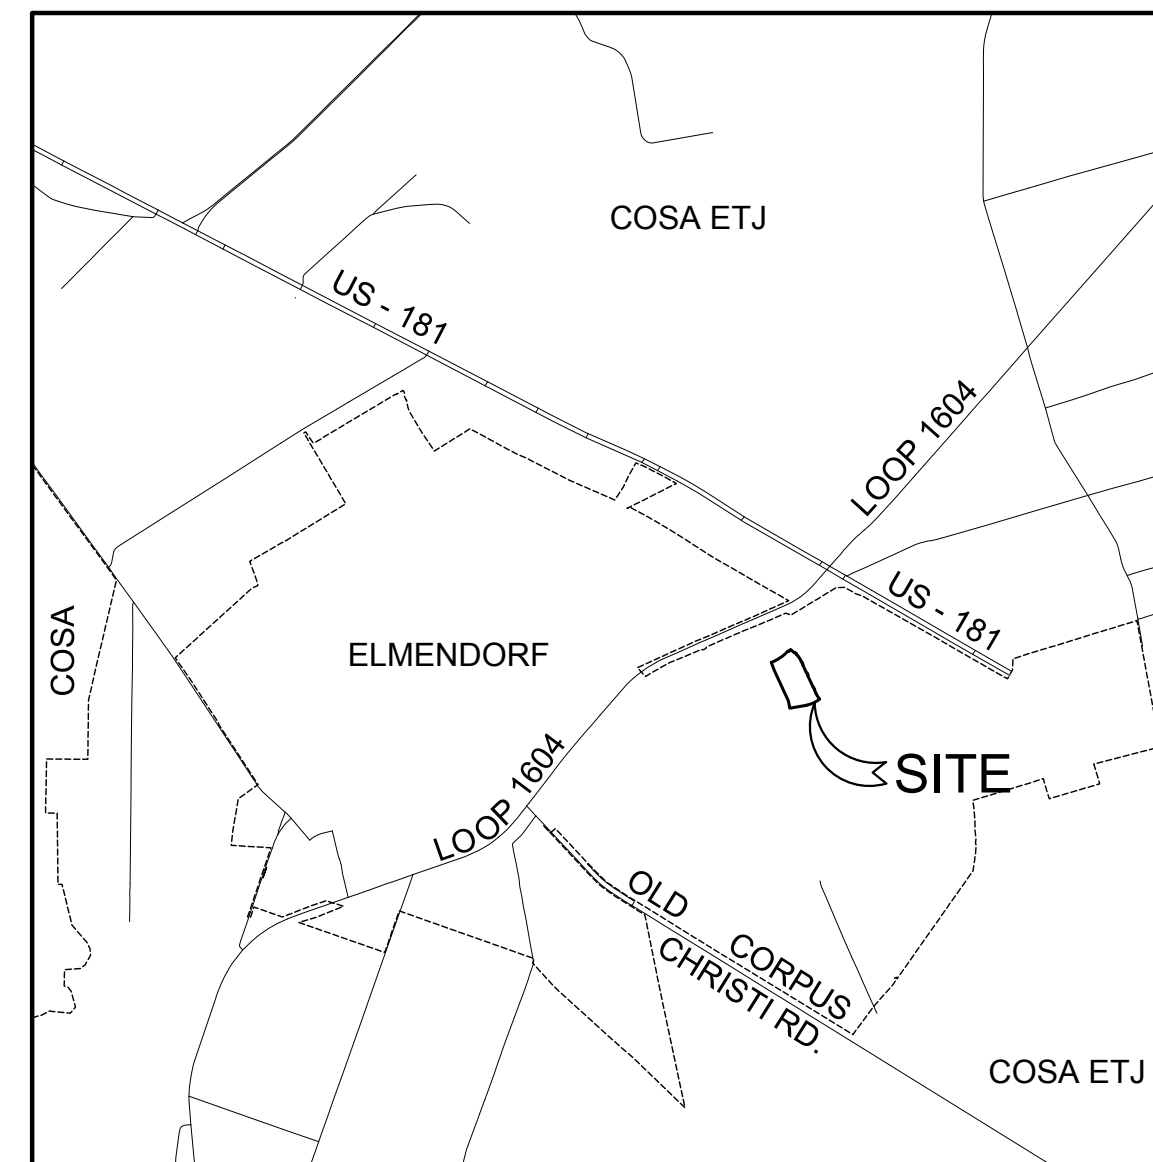 COSA ETJ
US - 181
LOOP 1604
US - 181
COSA
ELMENDORF
LOOP 1604
SITE
OLD CORPUS
CHRISTI RD.
COSA ETJ